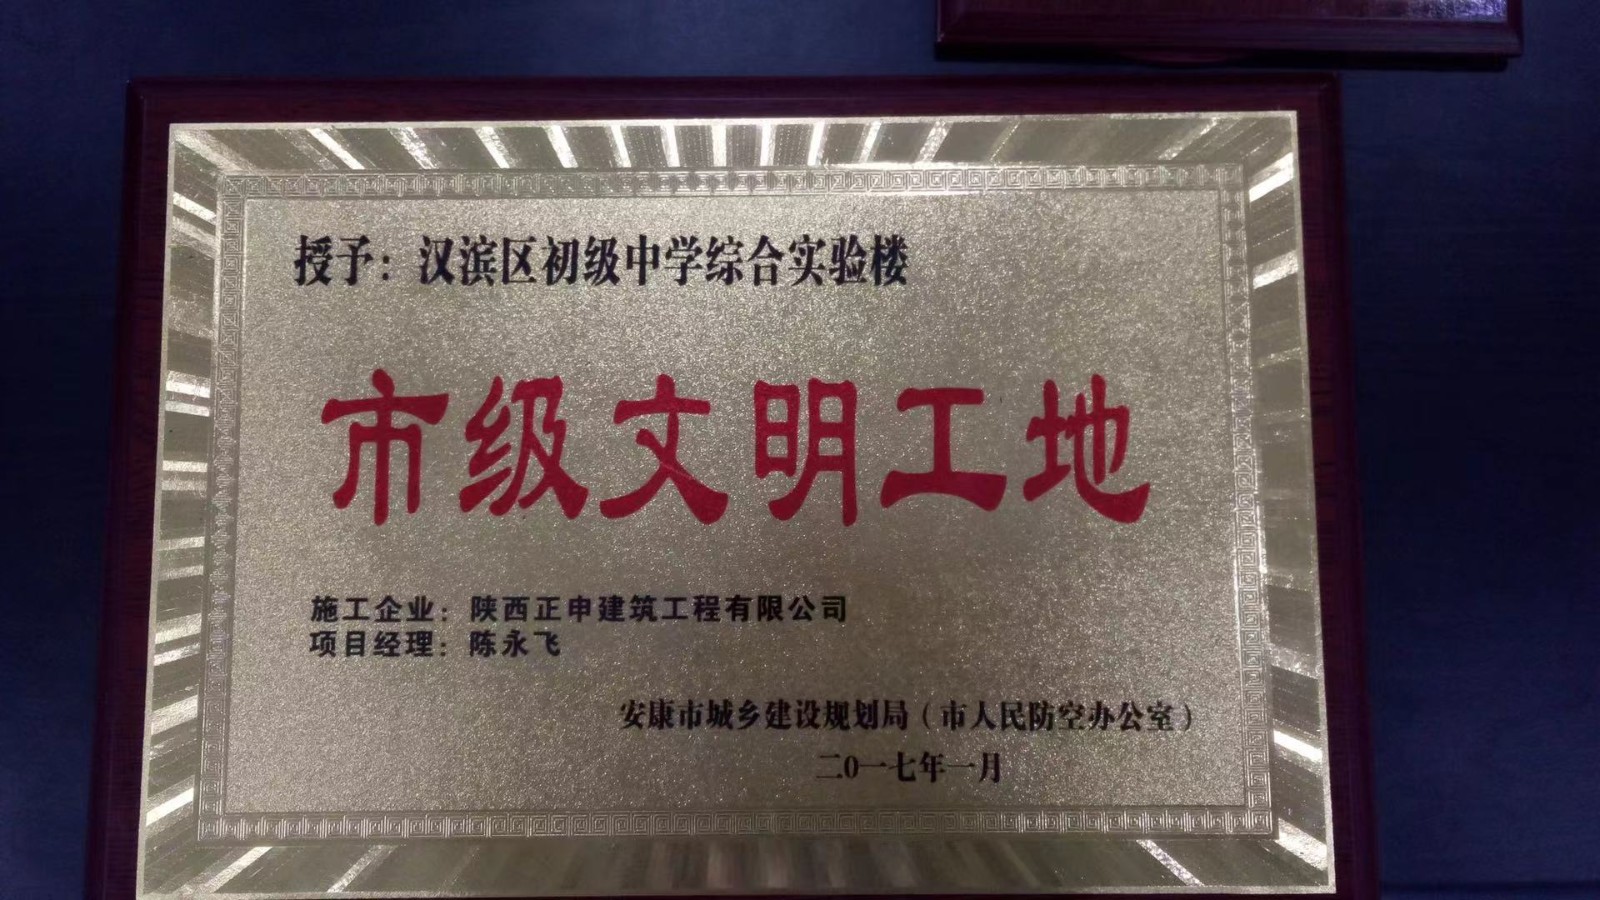 授予：汉滨区初级中学综合实验楼
市级文明工地
施工企业：陕西正申建筑工程有限公司
项目经理：陈永飞
安康市城乡建设规划局（市人民防空办公室）
二0一七年一月